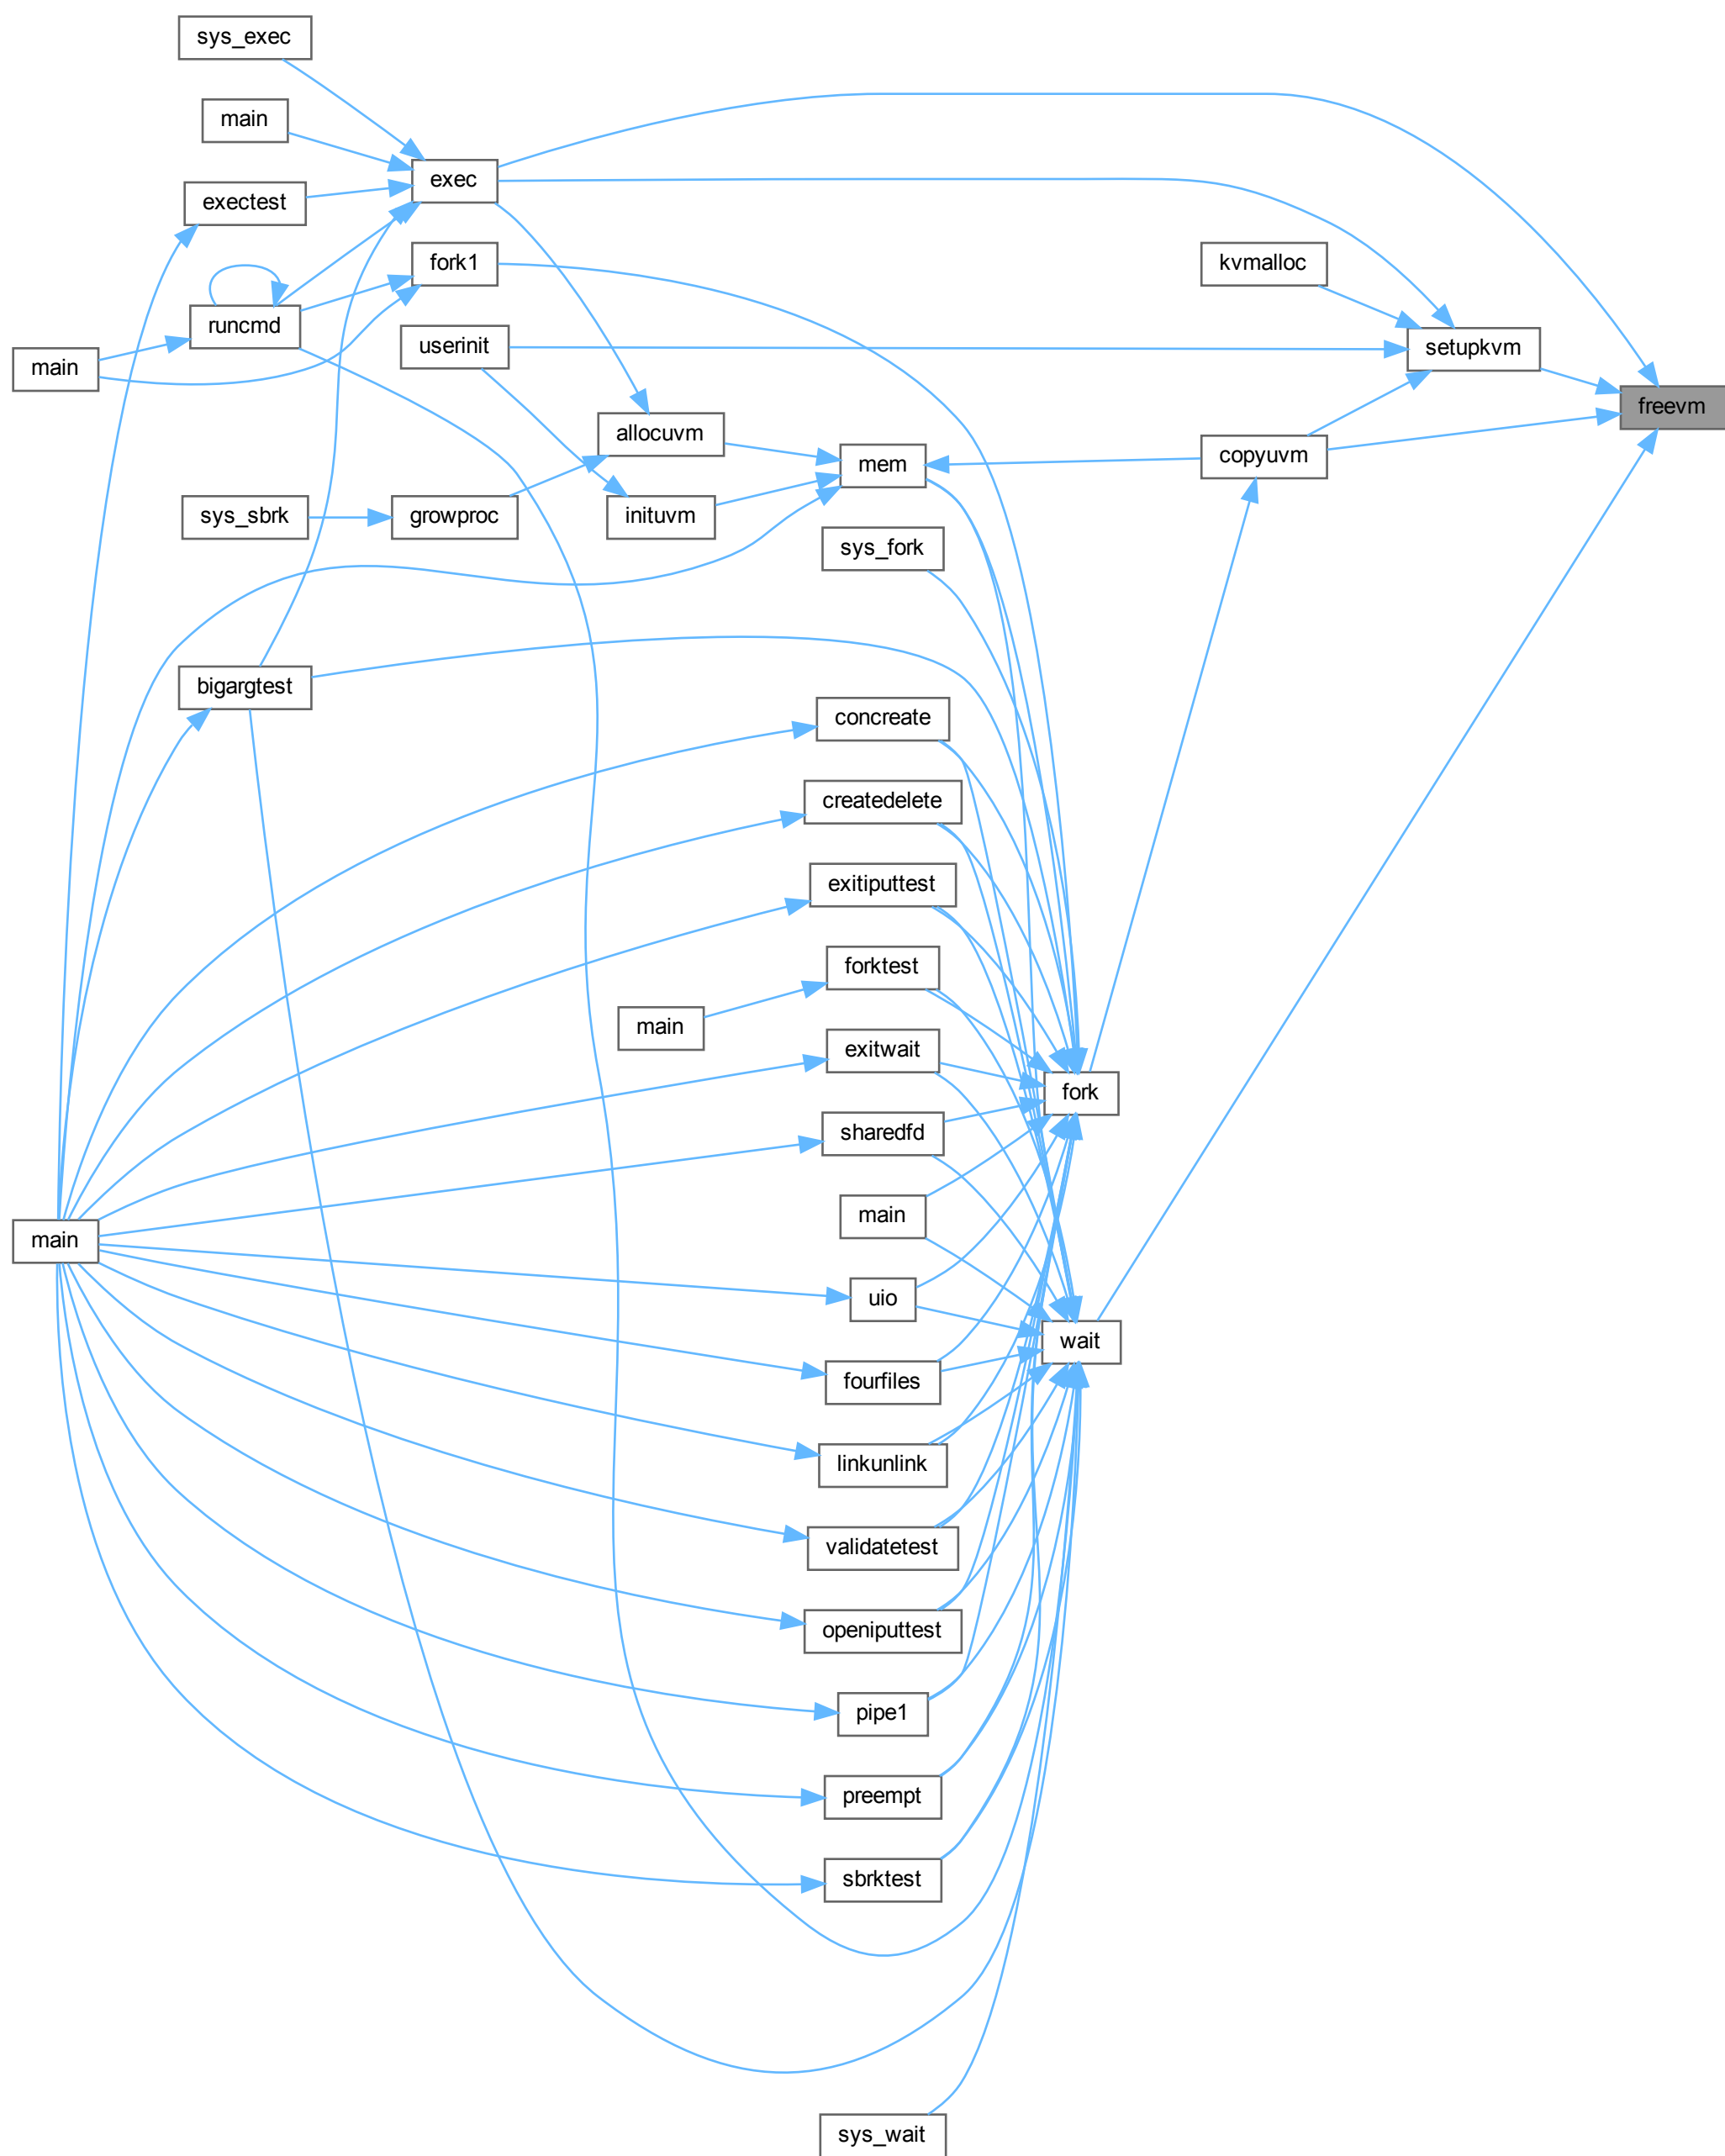 sys_exec
main
exec
exectest
fork1
kvmalloc
runcmd
userinit
setupkvm
main
freevm
allocuvm
copyuvm
mem
sys_sbrk
growproc
inituvm
sys_fork
bigargtest
concreate
createdelete
exitiputtest
forktest
main
exitwait
fork
sharedfd
main
main
uio
wait
fourfiles
linkunlink
validatetest
openiputtest
pipe1
preempt
sbrktest
sys_wait